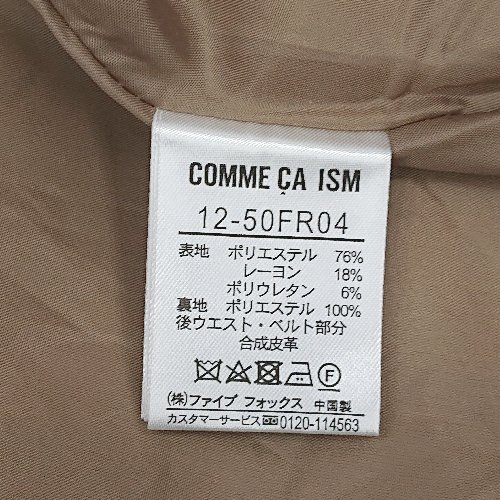 COMME ÇA ISM
12-50FR04
表地 ポリエステル 76%
レーヨン 18%
ポリウレタン 6%
裏地 ポリエステル 100%
後ウエスト・ベルト部分
合成皮革
F
(株)ファイブ フォックス 中国製
カスタマーサービス 0120-114563